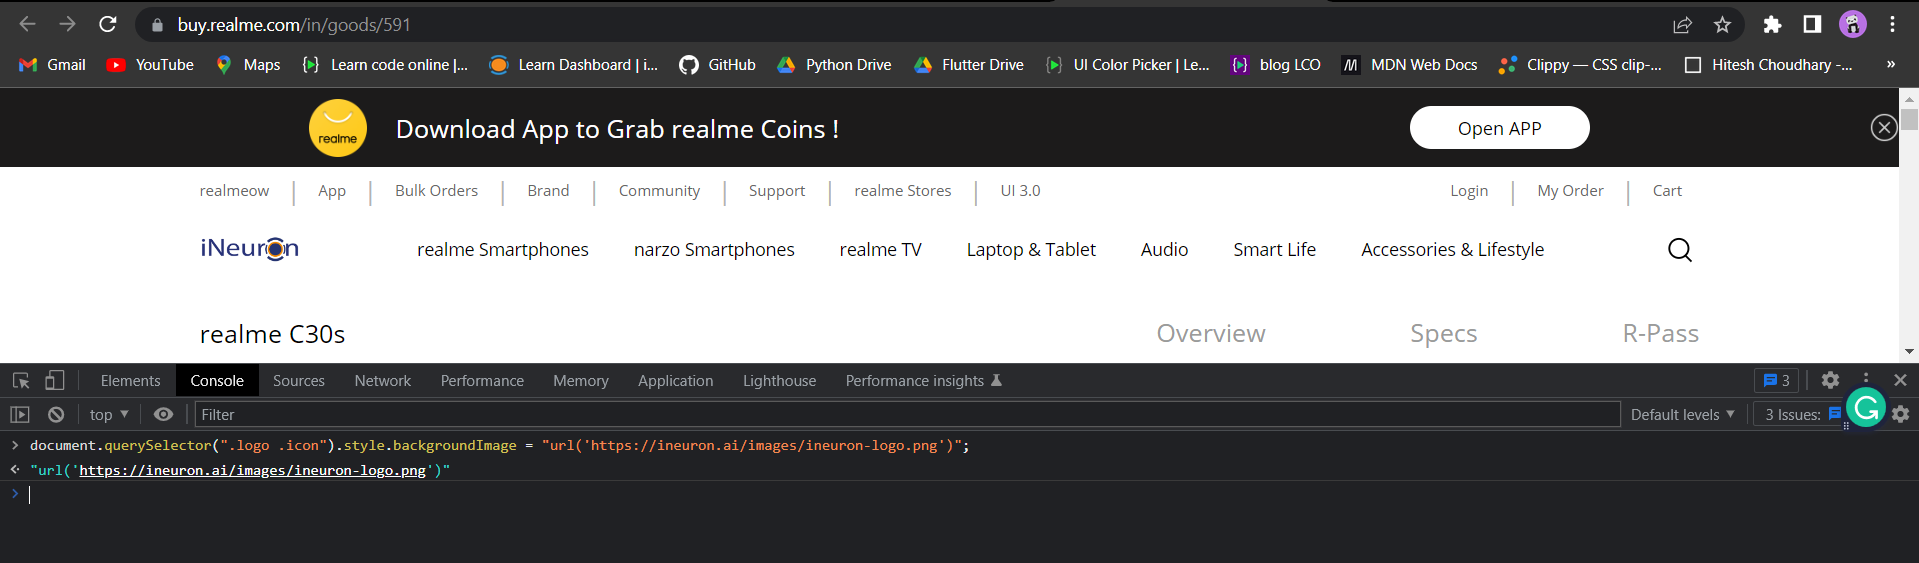 buy.realme.com/in/goods/591
Gmail YouTube Maps Learn code online |... Learn Dashboard | i... GitHub Python Drive Flutter Drive UI Color Picker | Le... blog LCO MDN Web Docs Clippy — CSS clip-... Hitesh Choudhary -... »
realme Download App to Grab realme Coins ! Open APP
realmeow App Bulk Orders Brand Community Support realme Stores UI 3.0 Login My Order Cart
iNeuron realme Smartphones narzo Smartphones realme TV Laptop & Tablet Audio Smart Life Accessories & Lifestyle
realme C30s Overview Specs R-Pass
Elements Console Sources Network Performance Memory Application Lighthouse Performance insights 3
top Filter Default levels 3 Issues:
document.querySelector(".logo .icon").style.backgroundImage = "url('https://ineuron.ai/images/ineuron-logo.png')";
"url('https://ineuron.ai/images/ineuron-logo.png')"